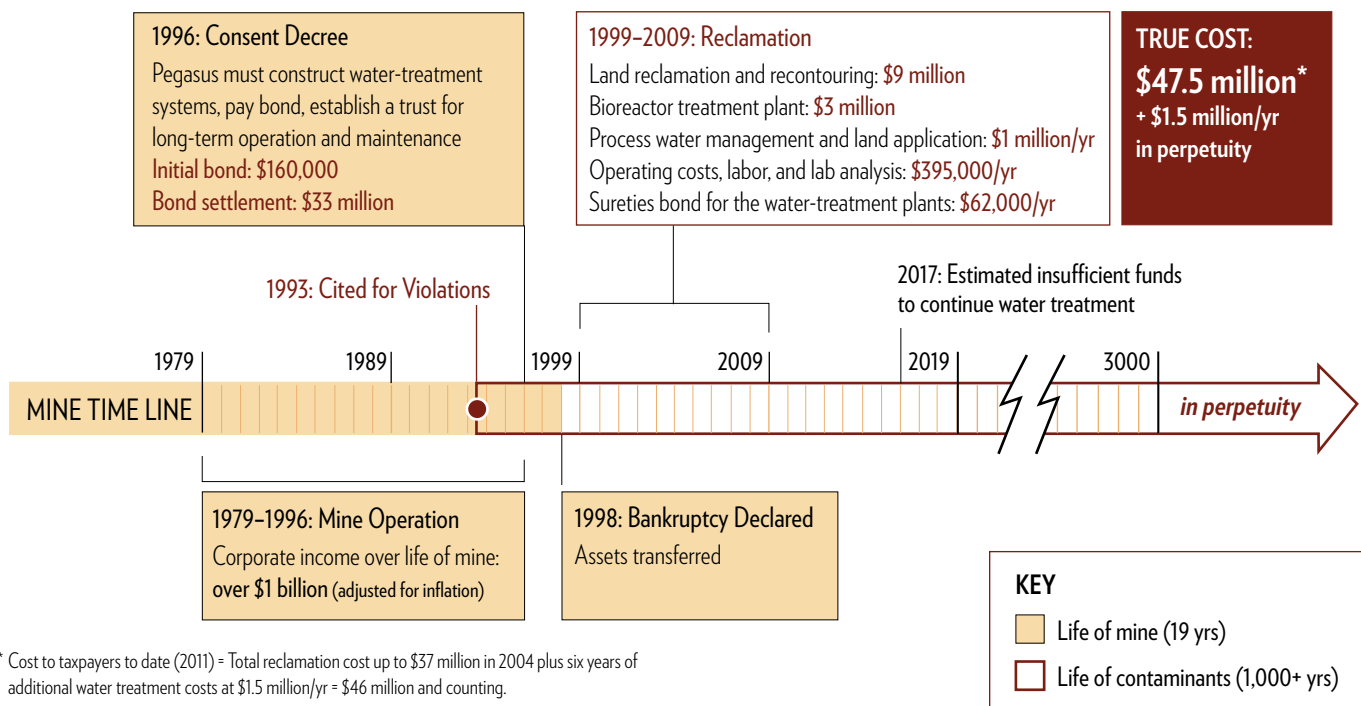 1996: Consent Decree
Pegasus must construct water-treatment
systems, pay bond, establish a trust for
long-term operation and maintenance
Initial bond: $160,000
Bond settlement: $33 million
1999–2009: Reclamation
Land reclamation and recontouring: $9 million
Bioreactor treatment plant: $3 million
Process water management and land application: $1 million/yr
Operating costs, labor, and lab analysis: $395,000/yr
Sureties bond for the water-treatment plants: $62,000/yr
TRUE COST:
$47.5 million*
+ $1.5 million/yr
in perpetuity
1993: Cited for Violations
2017: Estimated insufficient funds
to continue water treatment
1979
1989
1999
2009
2019
3000
MINE TIME LINE
in perpetuity
1979–1996: Mine Operation
Corporate income over life of mine:
over $1 billion (adjusted for inflation)
1998: Bankruptcy Declared
Assets transferred
KEY
Life of mine (19 yrs)
Life of contaminants (1,000+ yrs)
* Cost to taxpayers to date (2011) = Total reclamation cost up to $37 million in 2004 plus six years of
additional water treatment costs at $1.5 million/yr = $46 million and counting.